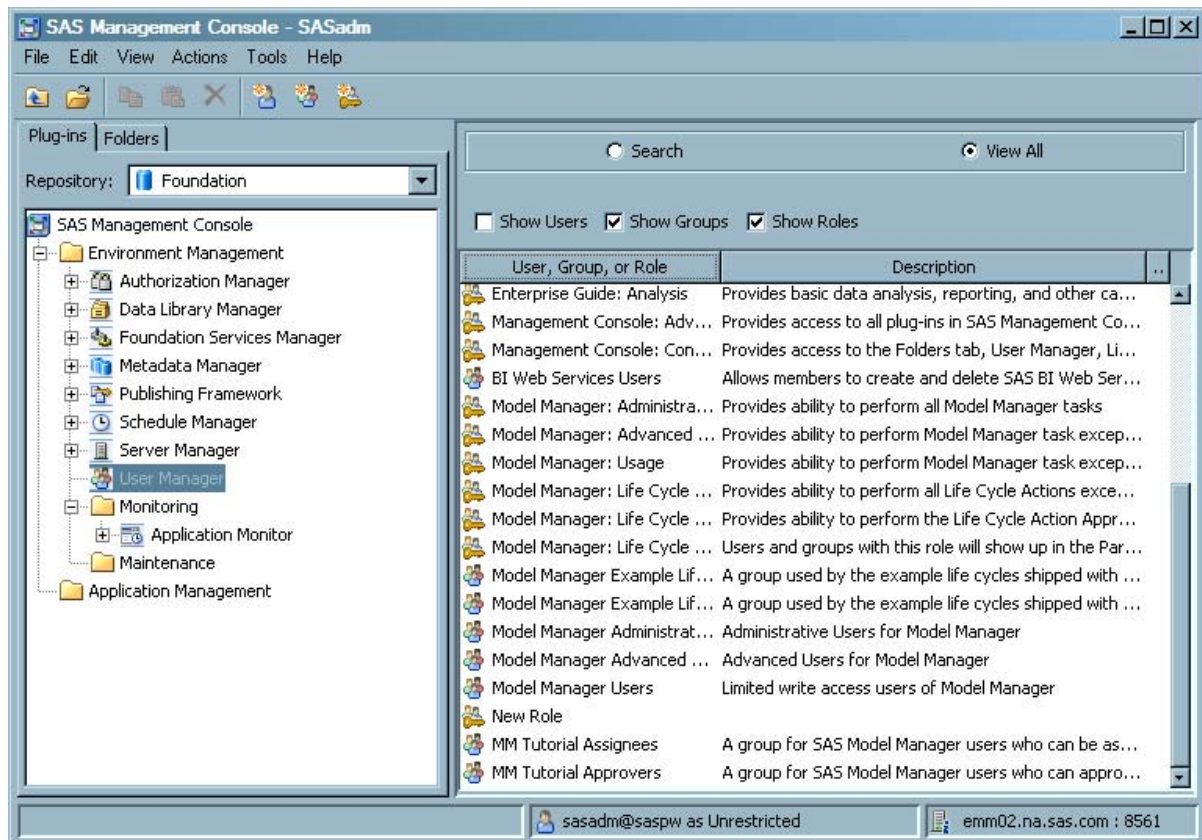 SAS Management Console - SASadm
File Edit View Actions Tools Help
Plug-ins Folders
Repository: Foundation
SAS Management Console
Environment Management
Authorization Manager
Data Library Manager
Foundation Services Manager
Metadata Manager
Publishing Framework
Schedule Manager
Server Manager
User Manager
Monitoring
Application Monitor
Maintenance
Application Management
Search View All
Show Users Show Groups Show Roles
User, Group, or Role Description ..
Enterprise Guide: Analysis Provides basic data analysis, reporting, and other ca...
Management Console: Adv... Provides access to all plug-ins in SAS Management Co...
Management Console: Con... Provides access to the Folders tab, User Manager, Li...
BI Web Services Users Allows members to create and delete SAS BI Web Ser...
Model Manager: Administra... Provides ability to perform all Model Manager tasks
Model Manager: Advanced ... Provides ability to perform Model Manager task excep...
Model Manager: Usage Provides ability to perform Model Manager task excep...
Model Manager: Life Cycle ... Provides ability to perform all Life Cycle Actions exce...
Model Manager: Life Cycle ... Provides ability to perform the Life Cycle Action Appr...
Model Manager: Life Cycle ... Users and groups with this role will show up in the Par...
Model Manager Example Lif... A group used by the example life cycles shipped with ...
Model Manager Example Lif... A group used by the example life cycles shipped with ...
Model Manager Administrat... Administrative Users for Model Manager
Model Manager Advanced ... Advanced Users for Model Manager
Model Manager Users Limited write access users of Model Manager
New Role
MM Tutorial Assignees A group for SAS Model Manager users who can be as...
MM Tutorial Approvers A group for SAS Model Manager users who can appro...
sasadm@saspw as Unrestricted emm02.na.sas.com : 8561